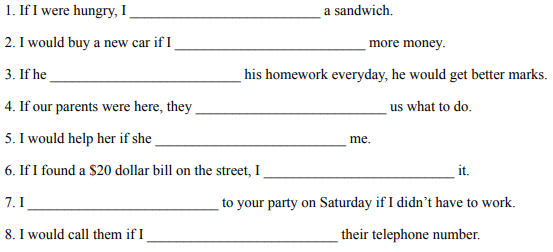 1. If I were hungry, I ___________________________ a sandwich.
2. I would buy a new car if I ___________________________ more money.
3. If he ___________________________ his homework everyday, he would get better marks.
4. If our parents were here, they ___________________________ us what to do.
5. I would help her if she ___________________________ me.
6. If I found a $20 dollar bill on the street, I ___________________________ it.
7. I ___________________________ to your party on Saturday if I didn’t have to work.
8. I would call them if I ___________________________ their telephone number.